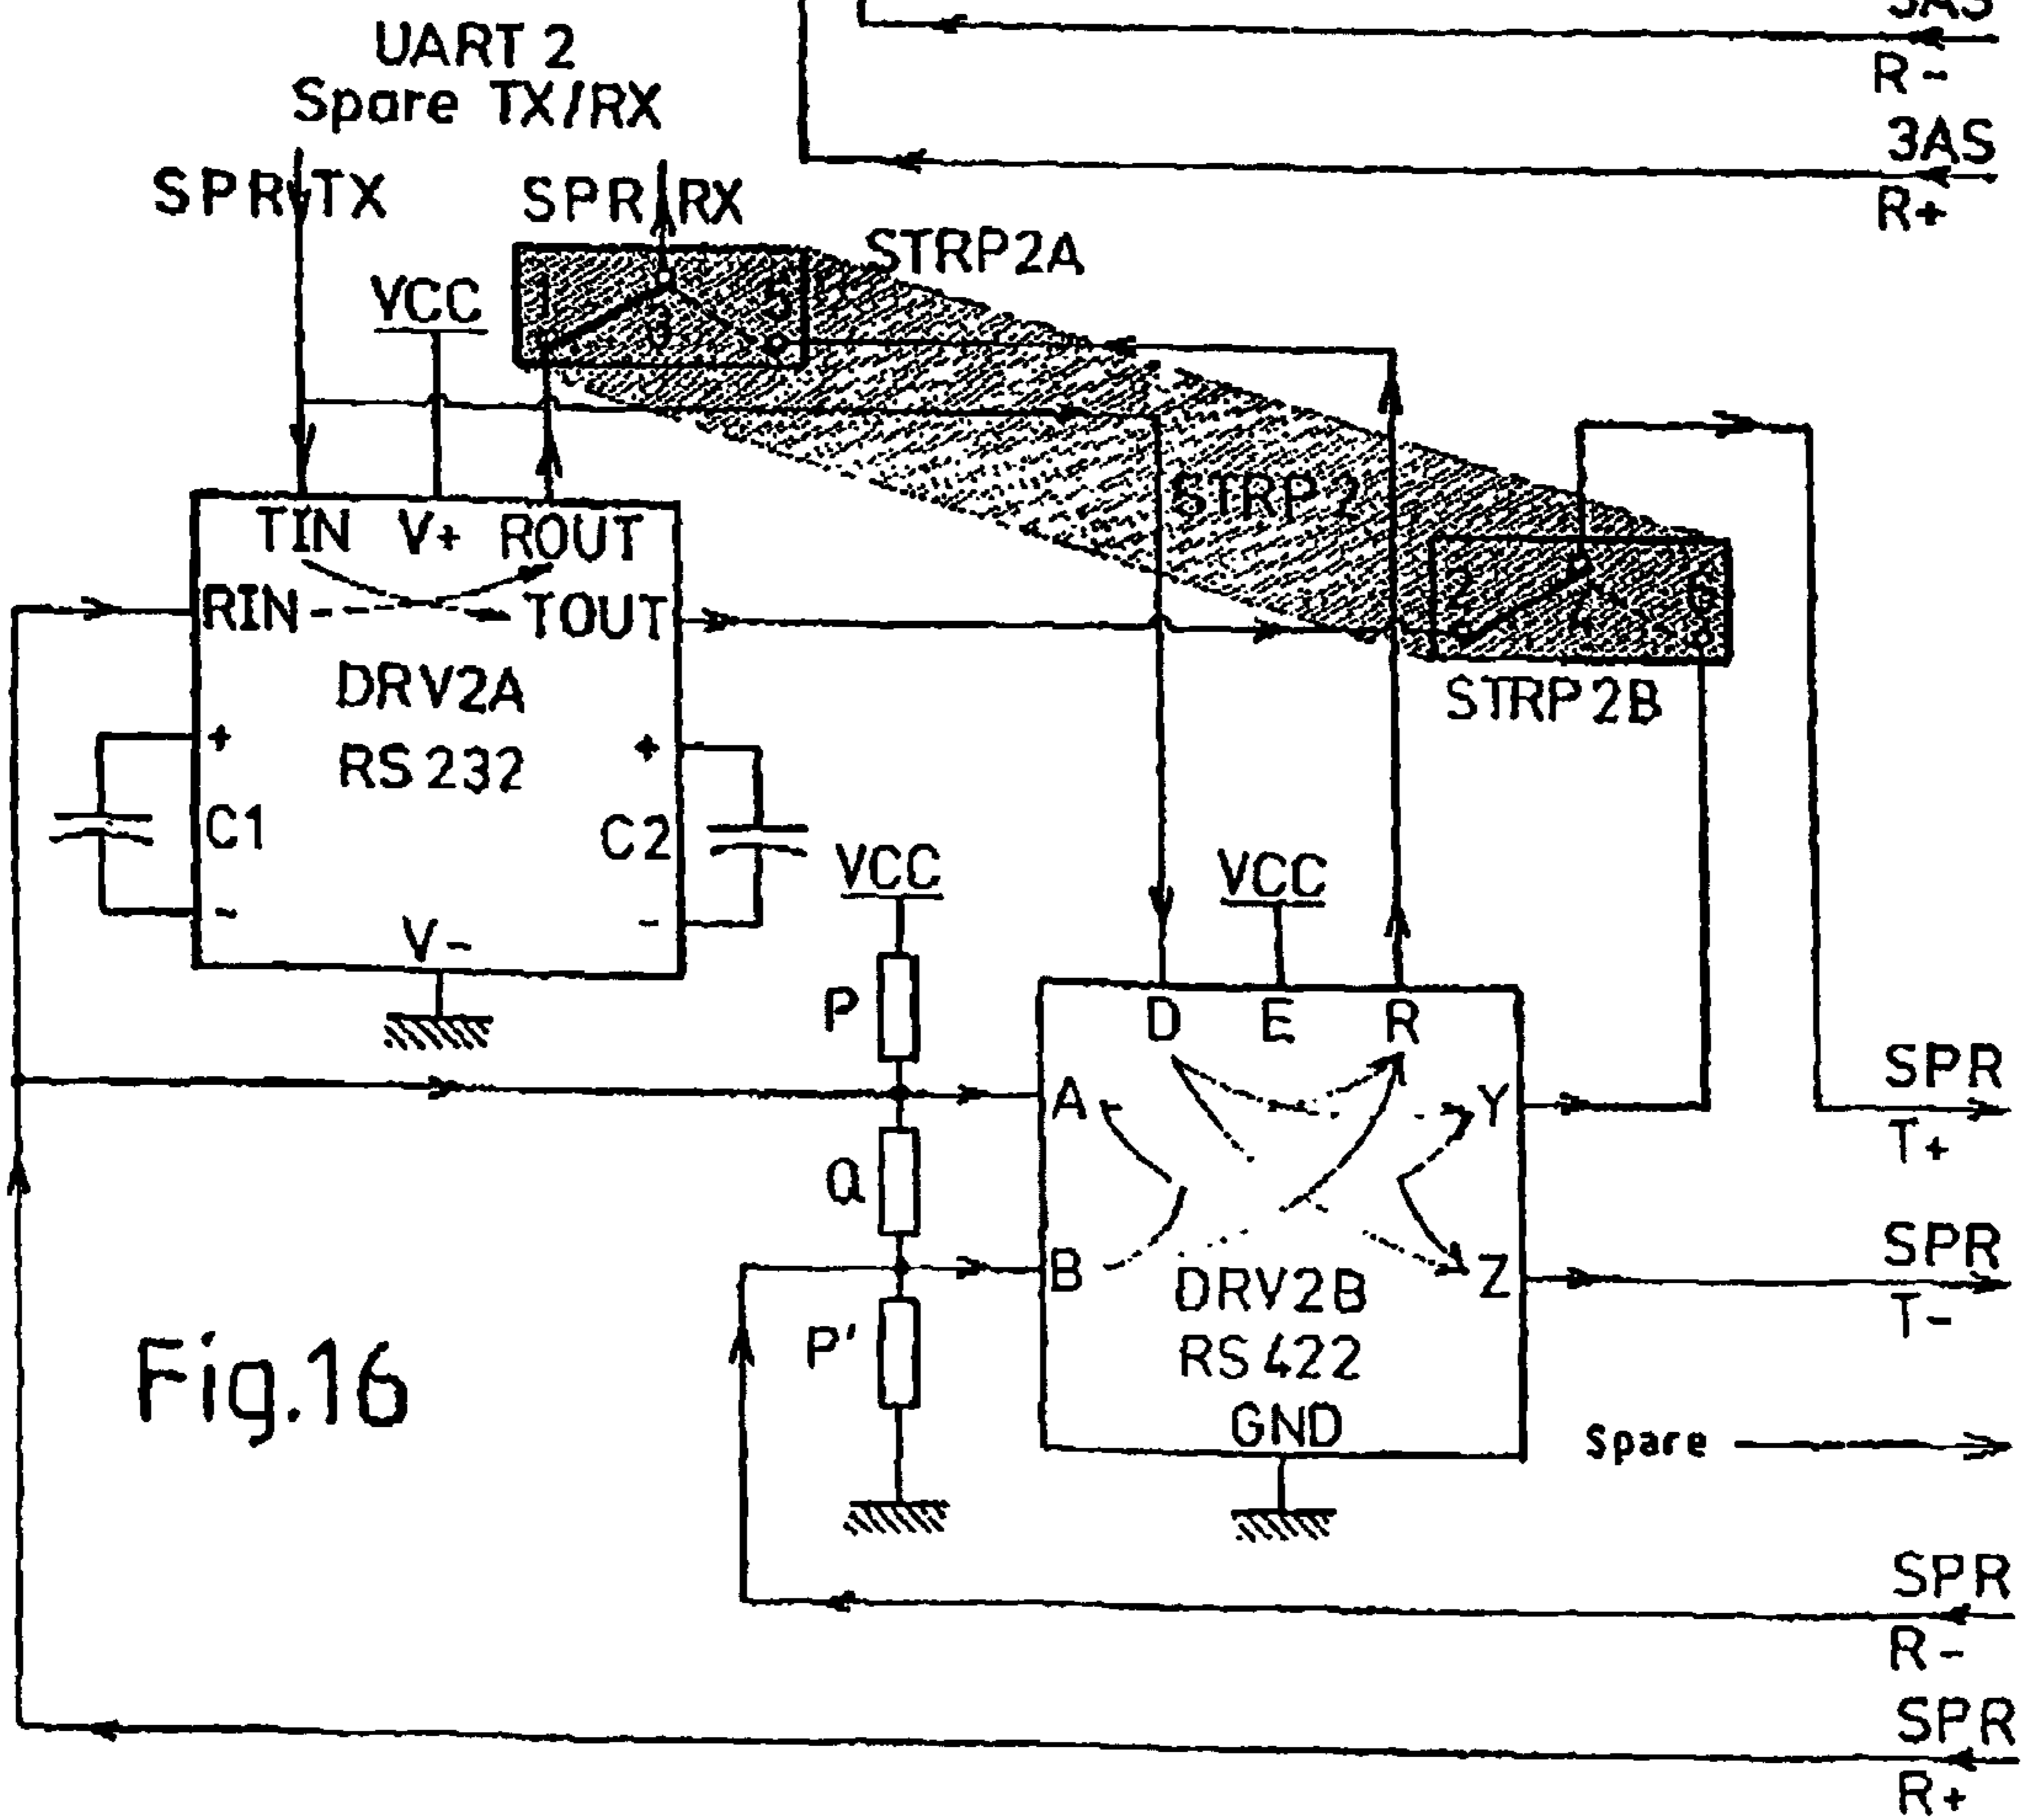 3AS
R-
3AS
R+
UART 2
Spare TX/RX
SPR TX
SPR RX
STRP2A
VCC
1
3
5
STRP2
2
4
6
STRP2B
TIN V+ ROUT
RIN TOUT
DRV2A
RS232
+
+
C1
C2
-
-
V-
VCC
VCC
P
Q
P'
D E R
A
Y
B
Z
DRV2B
RS422
GND
SPR
T+
SPR
T-
Fig.16
Spare
SPR
R-
SPR
R+